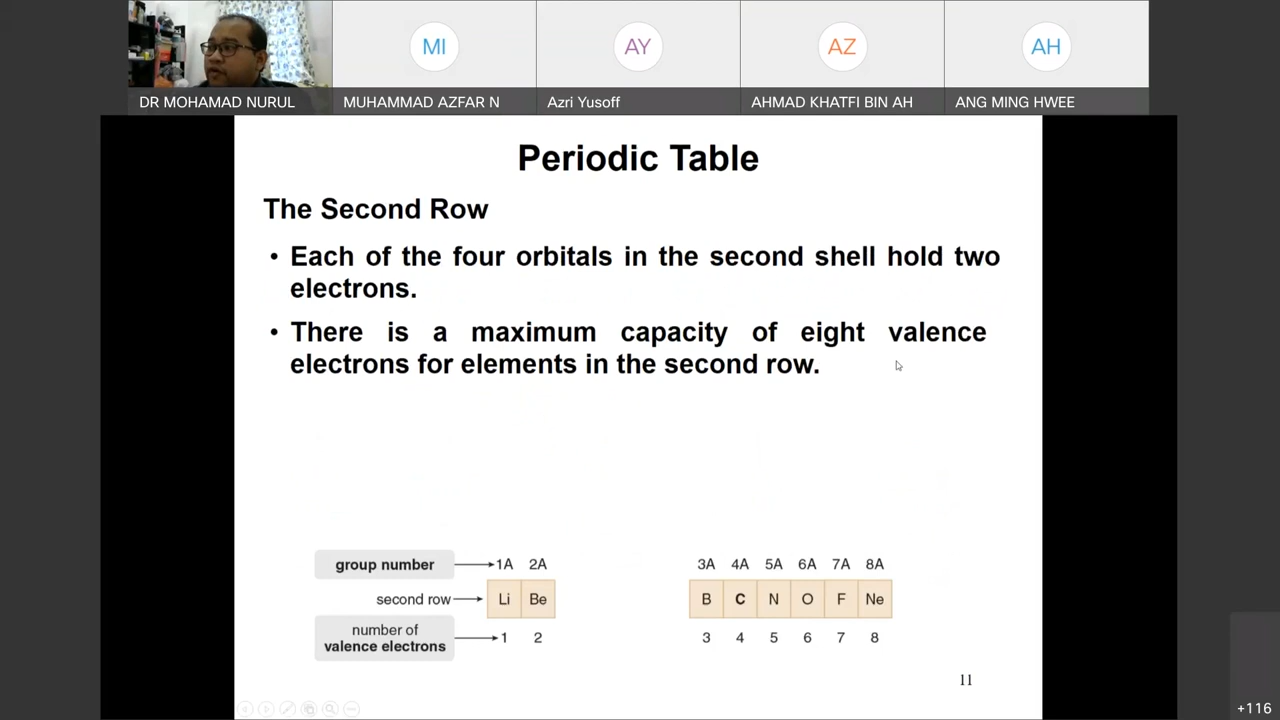 MI
AY
AZ
AH
DR MOHAMAD NURUL
MUHAMMAD AZFAR N
Azri Yusoff
AHMAD KHATFI BIN AH
ANG MING HWEE
Periodic Table
The Second Row
• Each of the four orbitals in the second shell hold two
electrons.
• There is a maximum capacity of eight valence
electrons for elements in the second row.
group number 1A 2A 3A 4A 5A 6A 7A 8A
second row Li Be B C N O F Ne
number of
valence electrons 1 2 3 4 5 6 7 8
11
+116